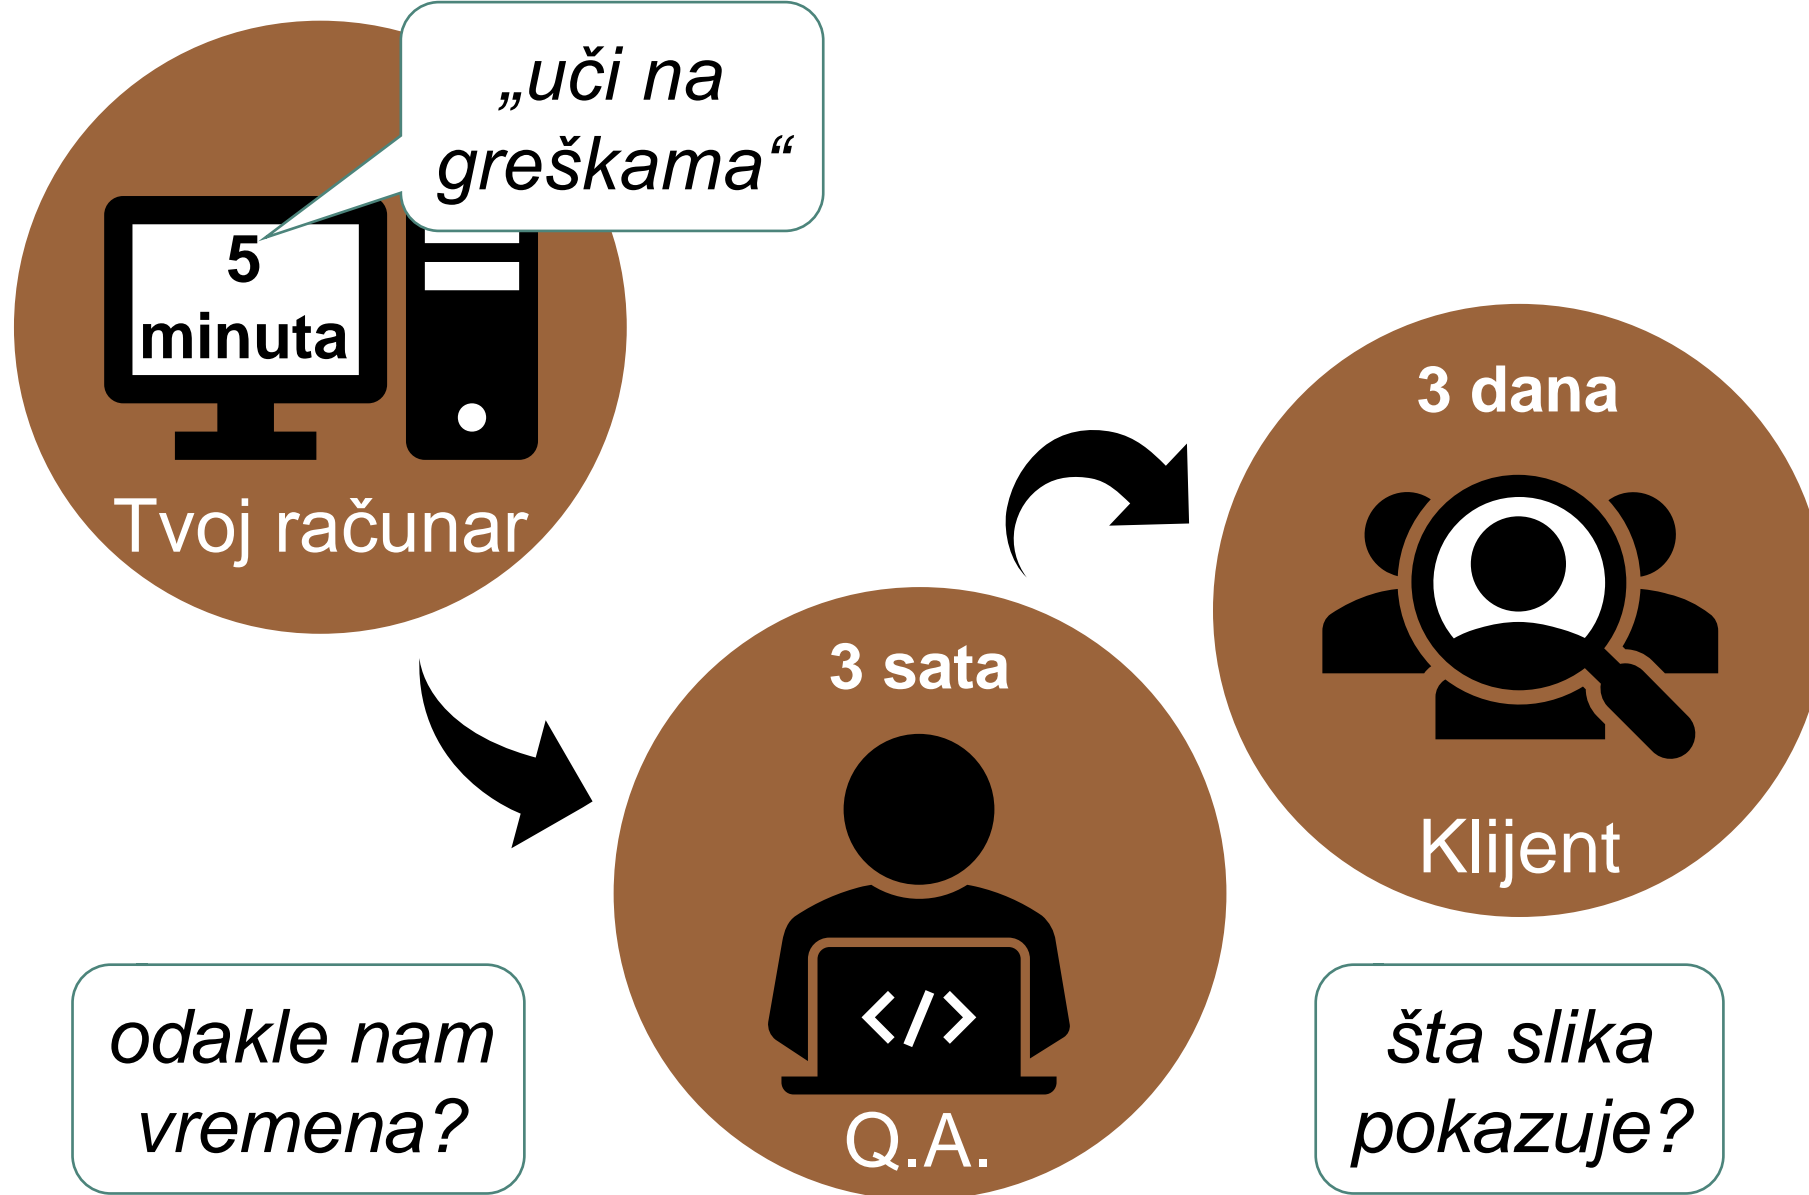 „uči na
greškama“
5
minuta
Tvoj računar
3 sata
</>
Q.A.
3 dana
Klijent
odakle nam
vremena?
šta slika
pokazuje?